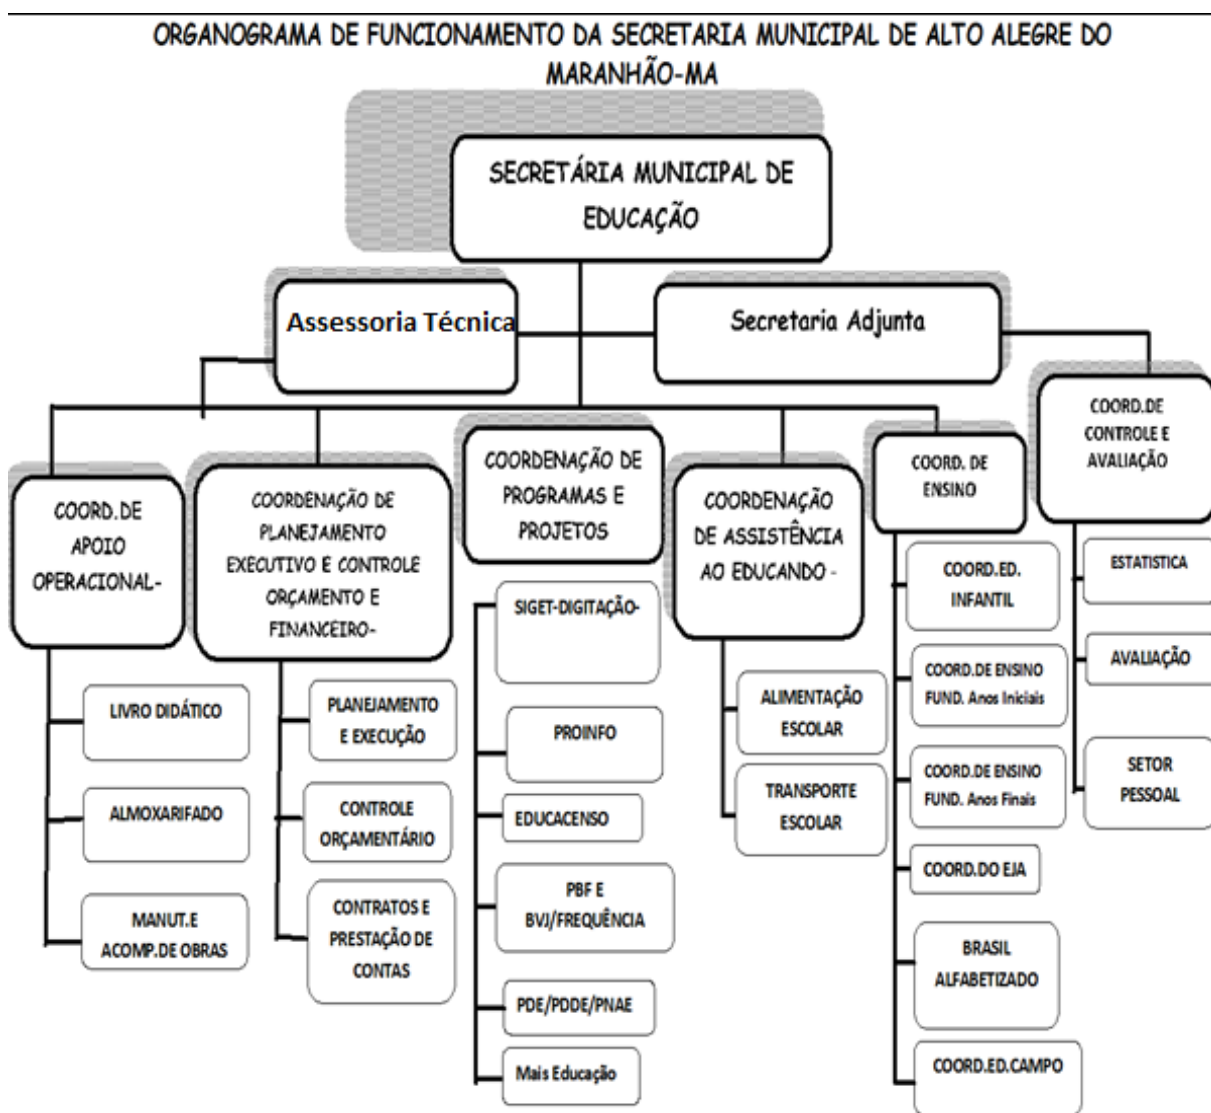 ORGANOGRAMA DE FUNCIONAMENTO DA SECRETARIA MUNICIPAL DE ALTO ALEGRE DO
MARANHÃO-MA
SECRETÁRIA MUNICIPAL DE
EDUCAÇÃO
Assessoria Técnica
Secretaria Adjunta
COORD.DE
APOIO
OPERACIONAL-
LIVRO DIDÁTICO
ALMOXARIFADO
MANUT.E
ACOMP.DE OBRAS
COORDENAÇÃO DE
PLANEJAMENTO
EXECUTIVO E CONTROLE
ORÇAMENTO E
FINANCEIRO-
PLANEJAMENTO
E EXECUÇÃO
CONTROLE
ORÇAMENTÁRIO
CONTRATOS E
PRESTAÇÃO DE
CONTAS
COORDENAÇÃO DE
PROGRAMAS E
PROJETOS
SIGET-DIGITAÇÃO-
PROINFO
EDUCACENSO
PBF E
BVJ/FREQUÊNCIA
PDE/PDDE/PNAE
Mais Educação
COORDENAÇÃO
DE ASSISTÊNCIA
AO EDUCANDO -
ALIMENTAÇÃO
ESCOLAR
TRANSPORTE
ESCOLAR
COORD. DE
ENSINO
COORD.ED.
INFANTIL
COORD.DE ENSINO
FUND. Anos Iniciais
COORD.DE ENSINO
FUND. Anos Finais
COORD.DO EJA
BRASIL
ALFABETIZADO
COORD.ED.CAMPO
COORD.DE
CONTROLE E
AVALIAÇÃO
ESTATISTICA
AVALIAÇÃO
SETOR
PESSOAL